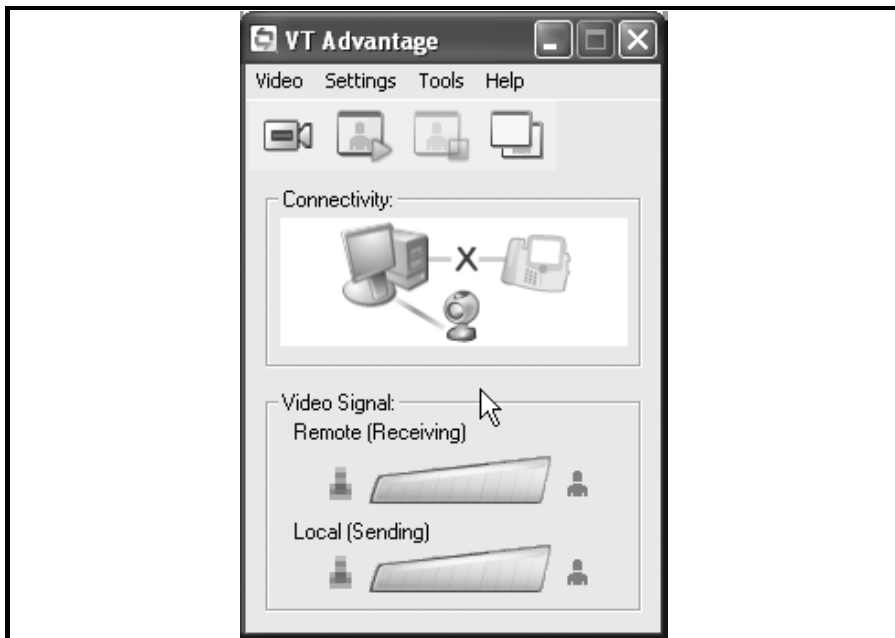 VT Advantage
Video Settings Tools Help
Connectivity:
X
Video Signal:
Remote (Receiving)
Local (Sending)